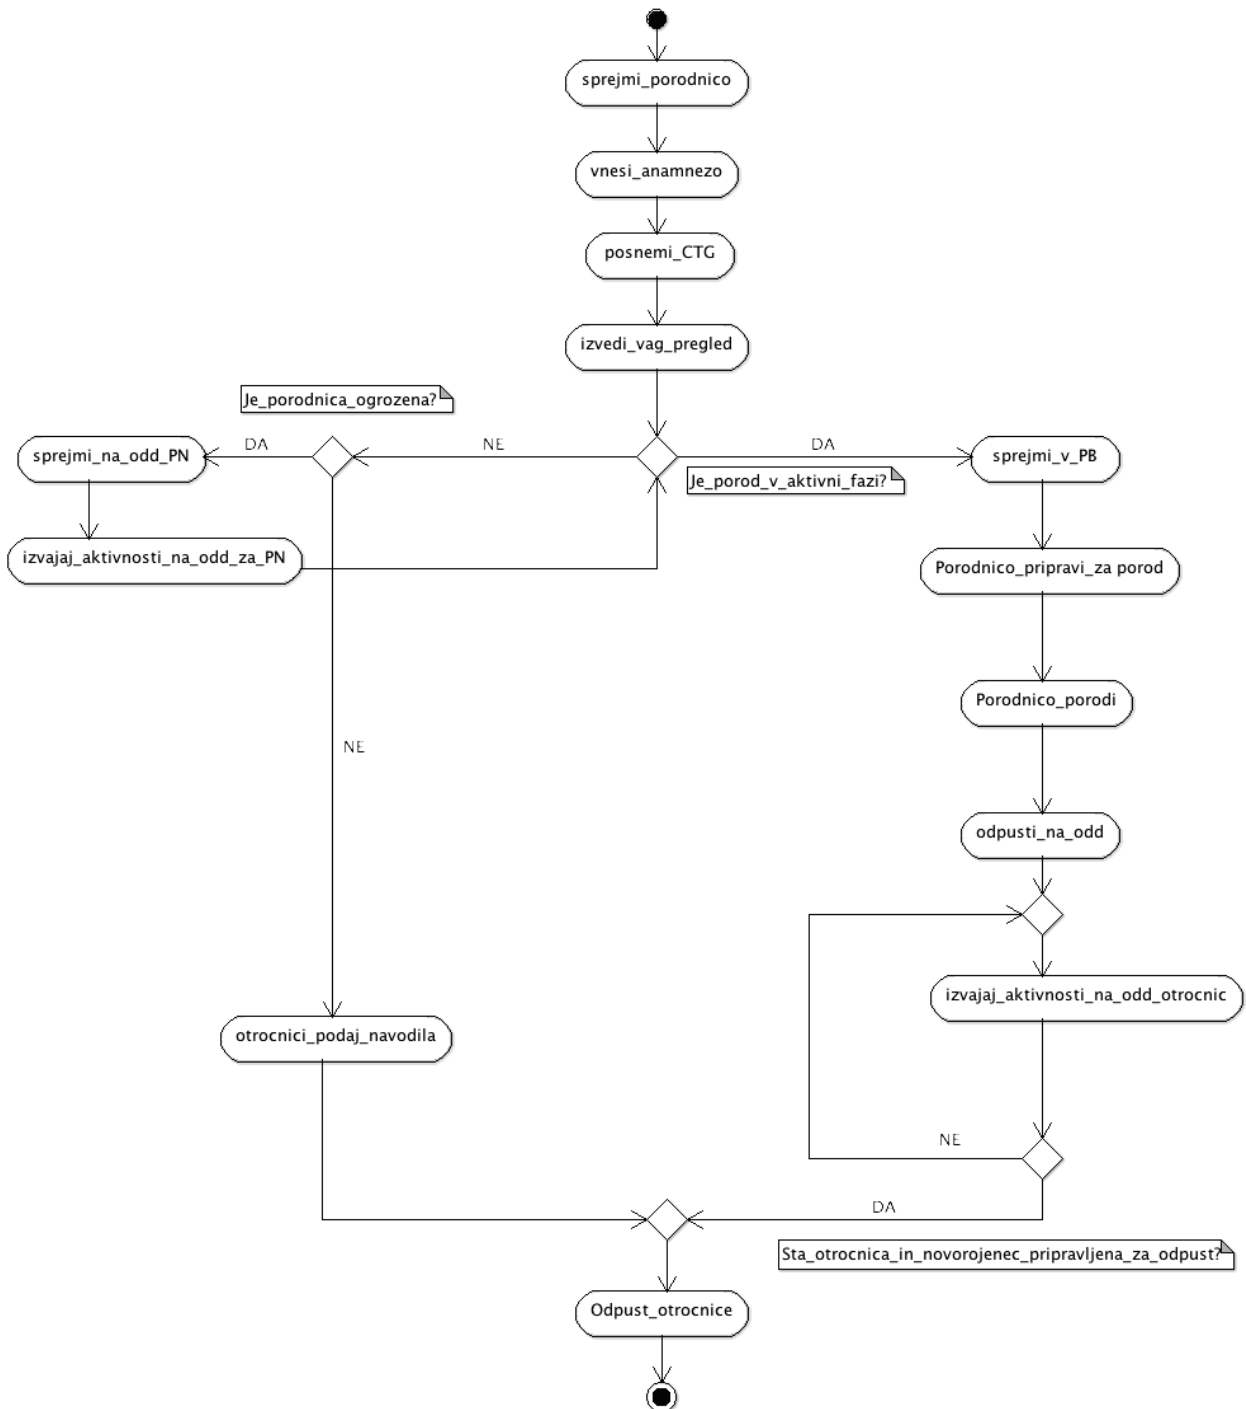 sprejmi_porodnico
vnesi_anamnezo
posnemi_CTG
izvedi_vag_pregled
Je_porodnica_ogrozena?
DA
NE
DA
sprejmi_na_odd_PN
sprejmi_v_PB
Je_porod_v_aktivni_fazi?
izvajaj_aktivnosti_na_odd_za_PN
Porodnico_pripravi_za porod
Porodnico_porodi
NE
odpusti_na_odd
izvajaj_aktivnosti_na_odd_otrocnic
otrocnici_podaj_navodila
NE
DA
Sta_otrocnica_in_novorojenec_pripravljena_za_odpust?
Odpust_otrocnice